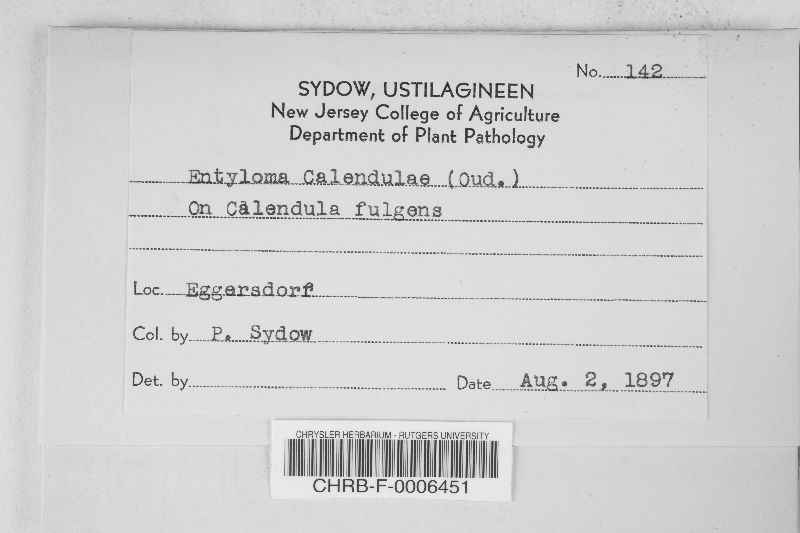 No. 142
SYDOW, USTILAGINEEN
New Jersey College of Agriculture
Department of Plant Pathology
Entyloma Calendulae (Oud.)
On Calendula fulgens
Loc. Eggersdorf
Col. by P. Sydow
Det. by
Date Aug. 2, 1897
CHRYSLER HERBARIUM - RUTGERS UNIVERSITY
CHRB-F-0006451